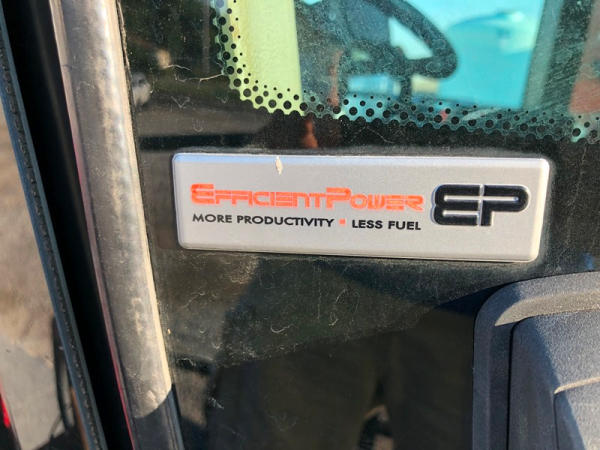 EFFICIENTPOWER EP
MORE PRODUCTIVITY • LESS FUEL